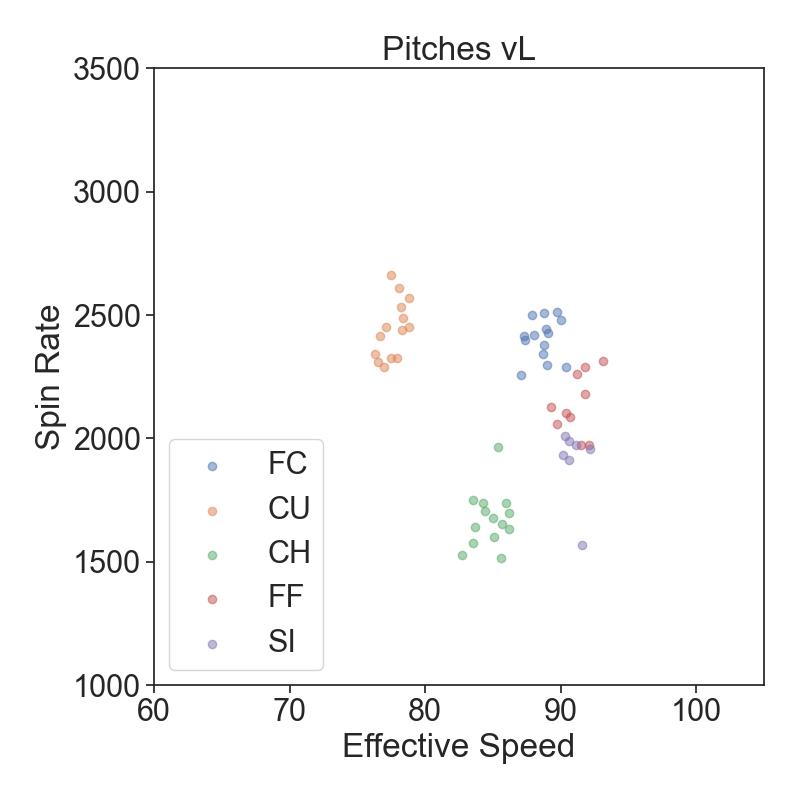 Pitches vL
3500
3000
2500
2000
1500
1000
Spin Rate
FC
CU
CH
FF
SI
60 70 80 90 100
Effective Speed